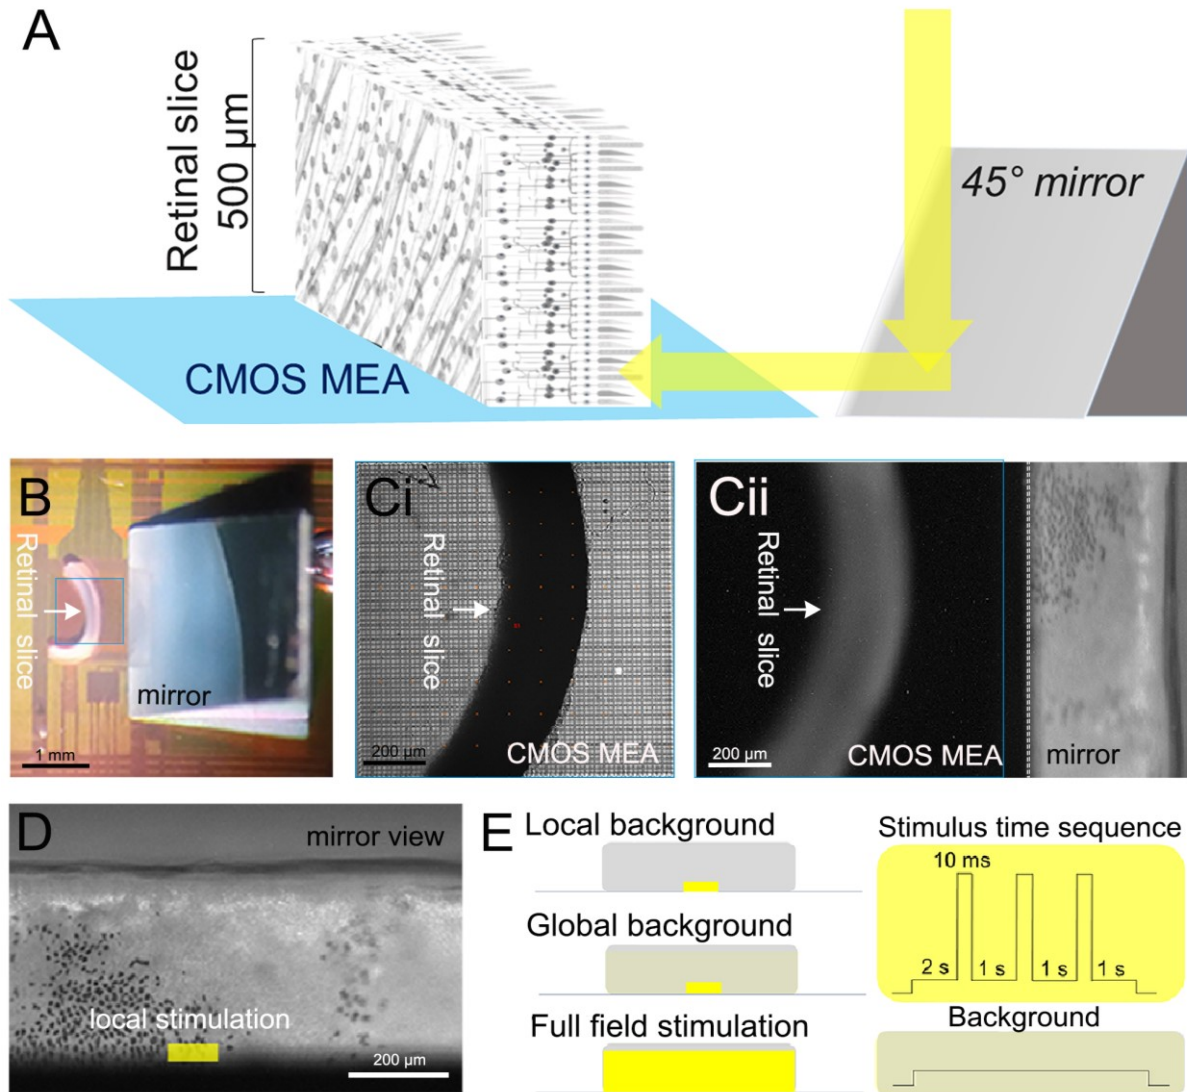 A
Retinal slice
500 µm
45° mirror
CMOS MEA
B
Retinal slice
mirror
1 mm
Ci
Retinal slice
200 µm
CMOS MEA
Cii
Retinal slice
200 µm
CMOS MEA
mirror
D
mirror view
local stimulation
200 µm
E
Local background
Global background
Full field stimulation
Stimulus time sequence
10 ms
2 s
1 s
1 s
1 s
Background